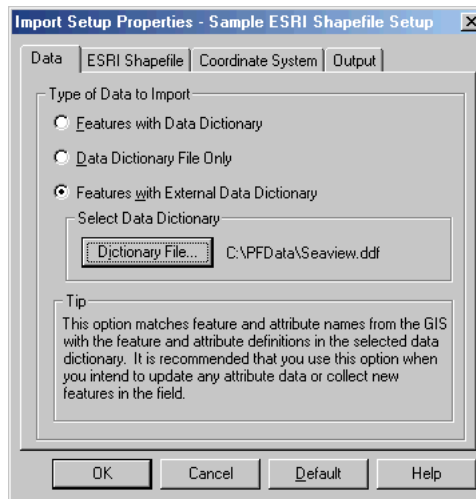 Import Setup Properties - Sample ESRI Shapefile Setup
Data ESRI Shapefile Coordinate System Output
Type of Data to Import
Features with Data Dictionary
Data Dictionary File Only
Features with External Data Dictionary
Select Data Dictionary
Dictionary File... C:\PFData\Seaview.ddf
Tip
This option matches feature and attribute names from the GIS
with the feature and attribute definitions in the selected data
dictionary. It is recommended that you use this option when
you intend to update any attribute data or collect new
features in the field.
OK Cancel Default Help